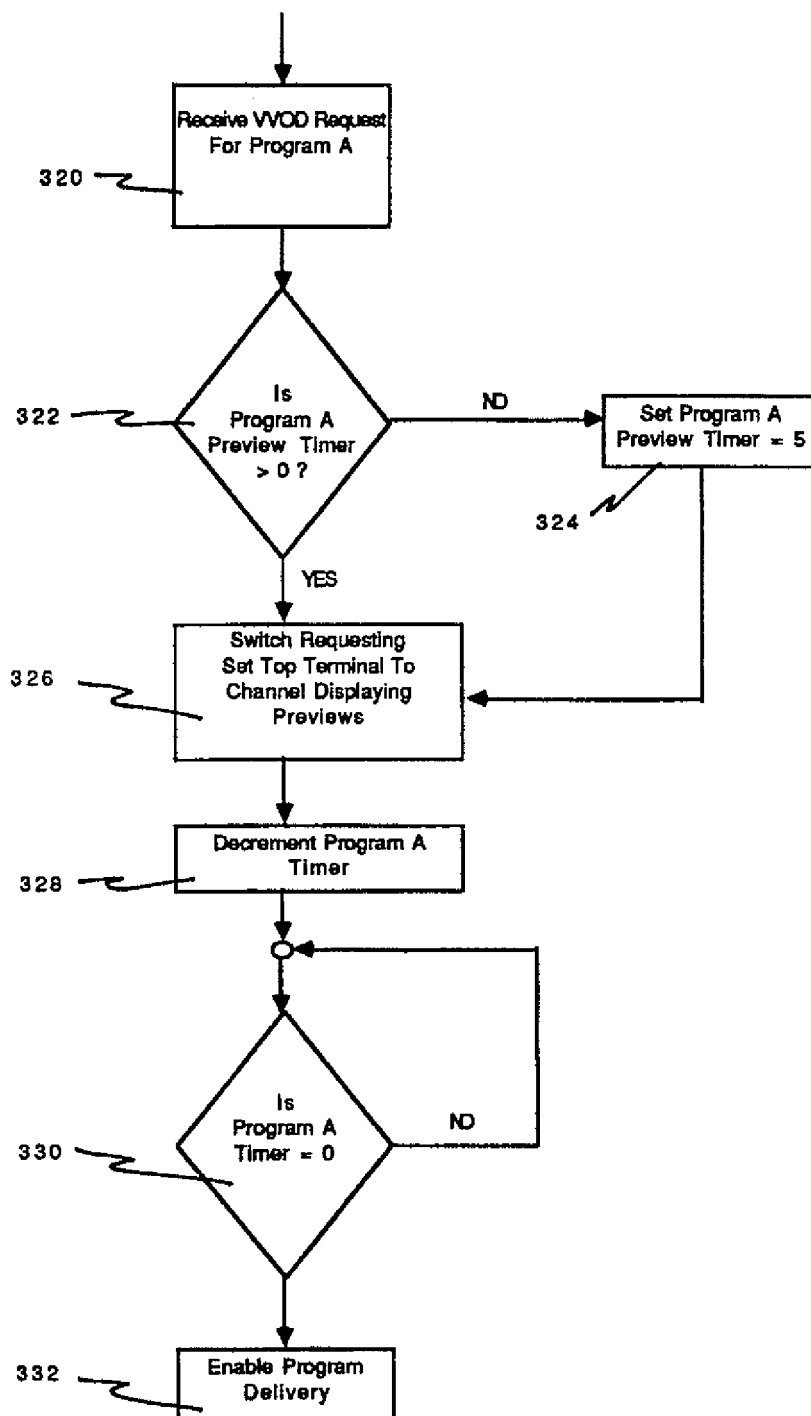 Receive VVOD Request
For Program A
320
Is
Program A
Preview Timer
> 0 ?
322
NO
Set Program A
Preview Timer = 5
324
YES
Switch Requesting
Set Top Terminal To
Channel Displaying
Previews
326
Decrement Program A
Timer
328
Is
Program A
Timer = 0
NO
330
Enable Program
Delivery
332